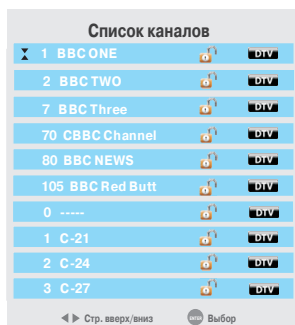 Список каналов
1 BBC ONE DTV
2 BBC TWO DTV
7 BBC Three DTV
70 CBBC Channel DTV
80 BBC NEWS DTV
105 BBC Red Butt DTV
0 ----- DTV
1 C-21 DTV
2 C-24 DTV
3 C-27 DTV
Стр. вверх/вниз ENTER Выбор